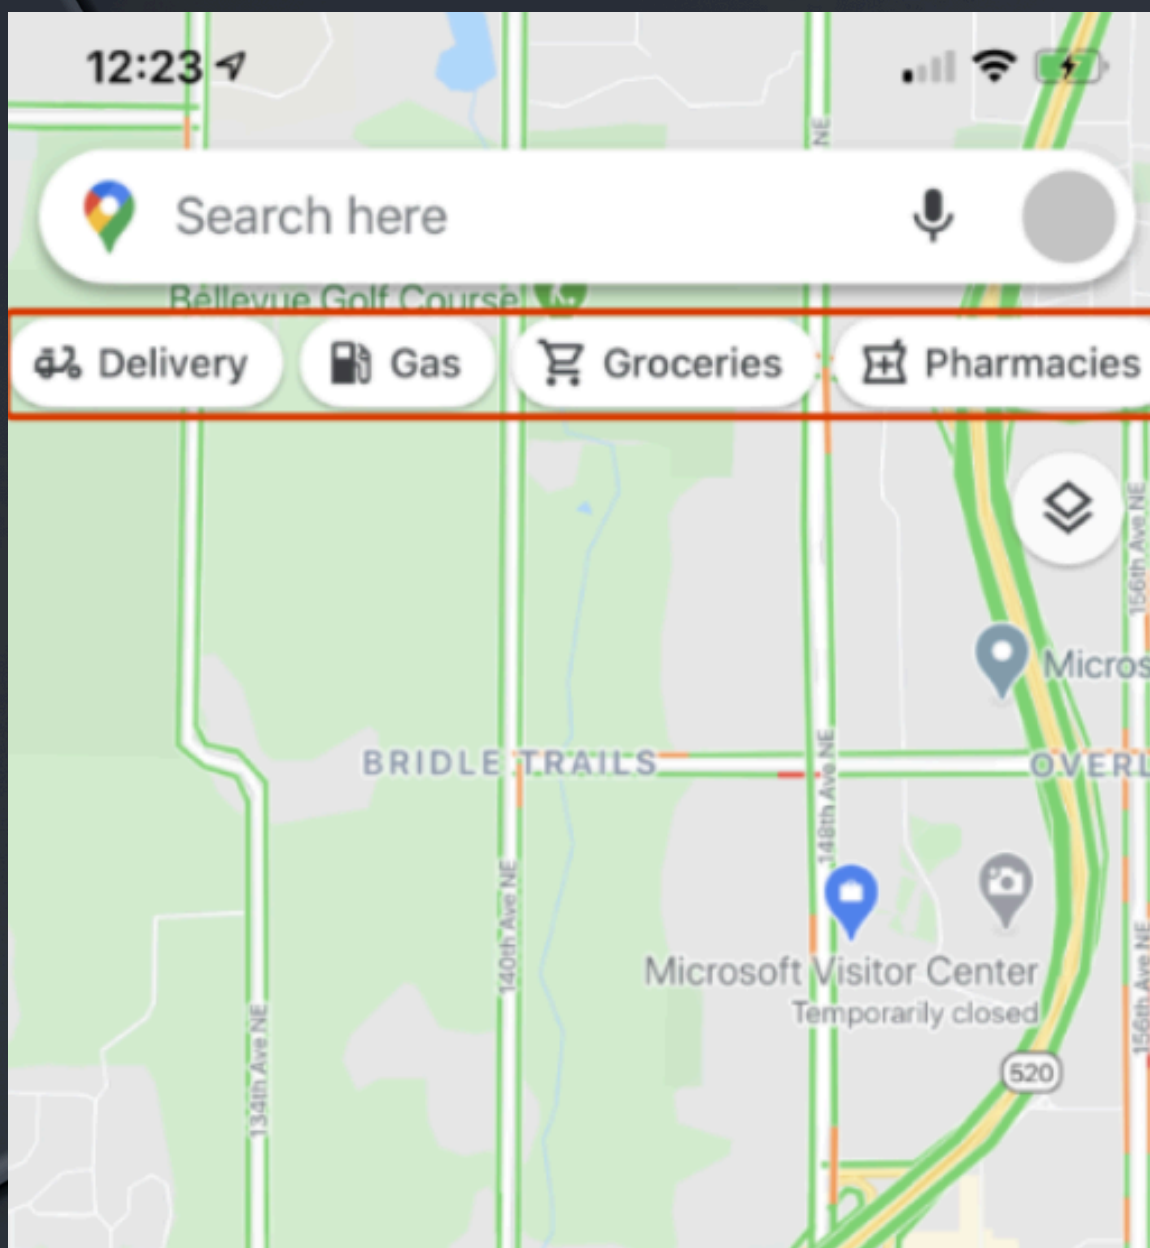 12:23
NE
Search here
Bellevue Golf Course
Delivery
Gas
Groceries
Pharmacies
156th Ave NE
Micros
BRIDLE TRAILS
OVERL
148th Ave NE
140th Ave NE
Microsoft Visitor Center
Temporarily closed
156th Ave NE
134th Ave NE
520